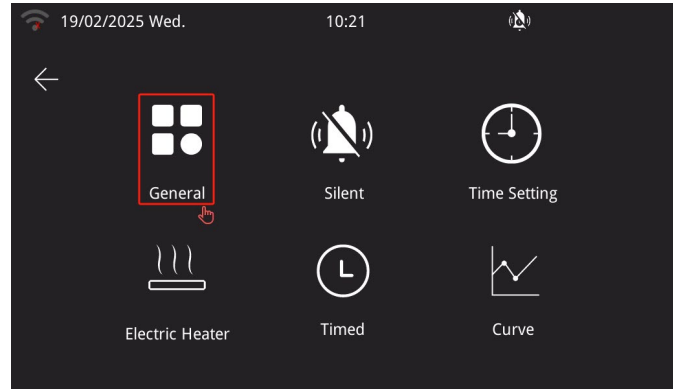 19/02/2025 Wed. 10:21
General Silent Time Setting
Electric Heater Timed Curve